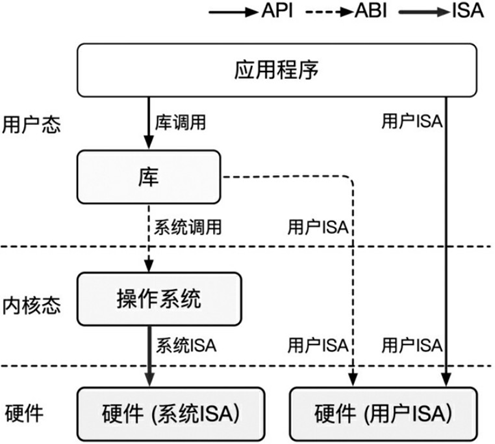 API ABI ISA
应用程序
用户态 库调用 用户ISA
库
系统调用 用户ISA
内核态 操作系统
系统ISA 用户ISA 用户ISA
硬件 硬件 (系统ISA) 硬件 (用户ISA)